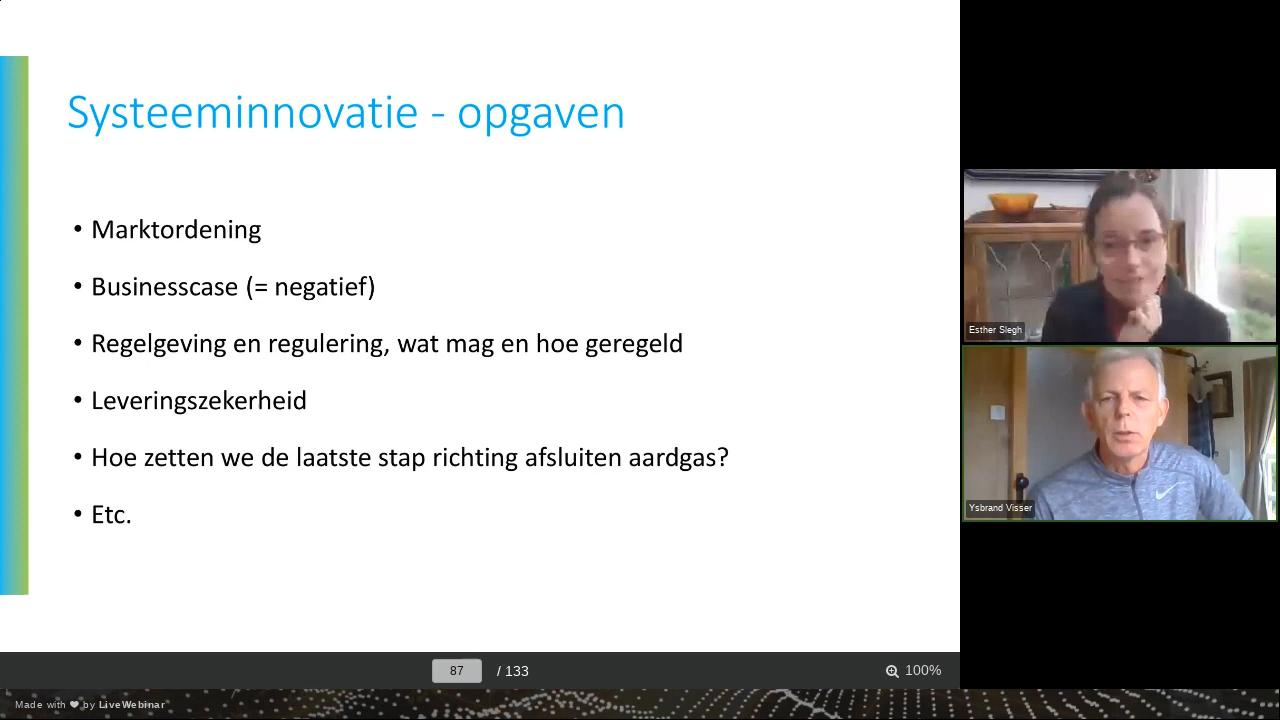 Systeeminnovatie - opgaven
• Marktordening
• Businesscase (= negatief)
• Regelgeving en regulering, wat mag en hoe geregeld
• Leveringszekerheid
• Hoe zetten we de laatste stap richting afsluiten aardgas?
• Etc.
Esther Slegh
Ysbrand Visser
87 / 133
100%
Made with ❤ by LiveWebinar